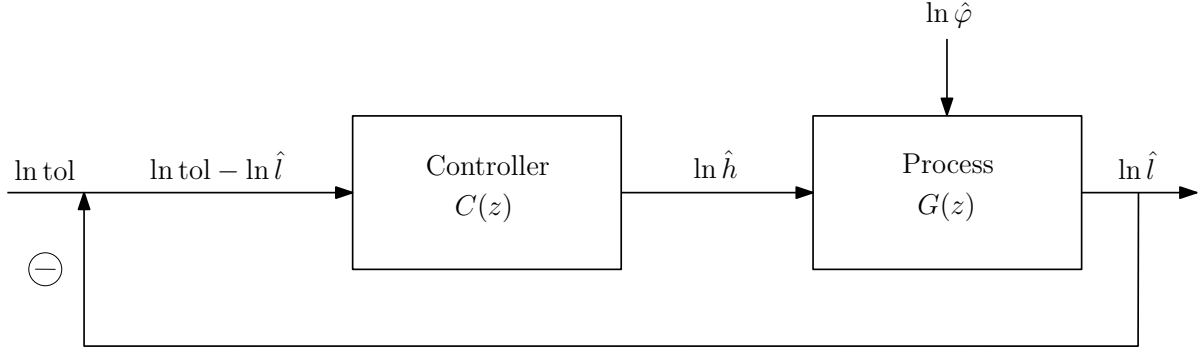 ln φ̂
ln tol
ln tol − ln l̂
Controller
C(z)
ln ĥ
Process
G(z)
ln l̂
−